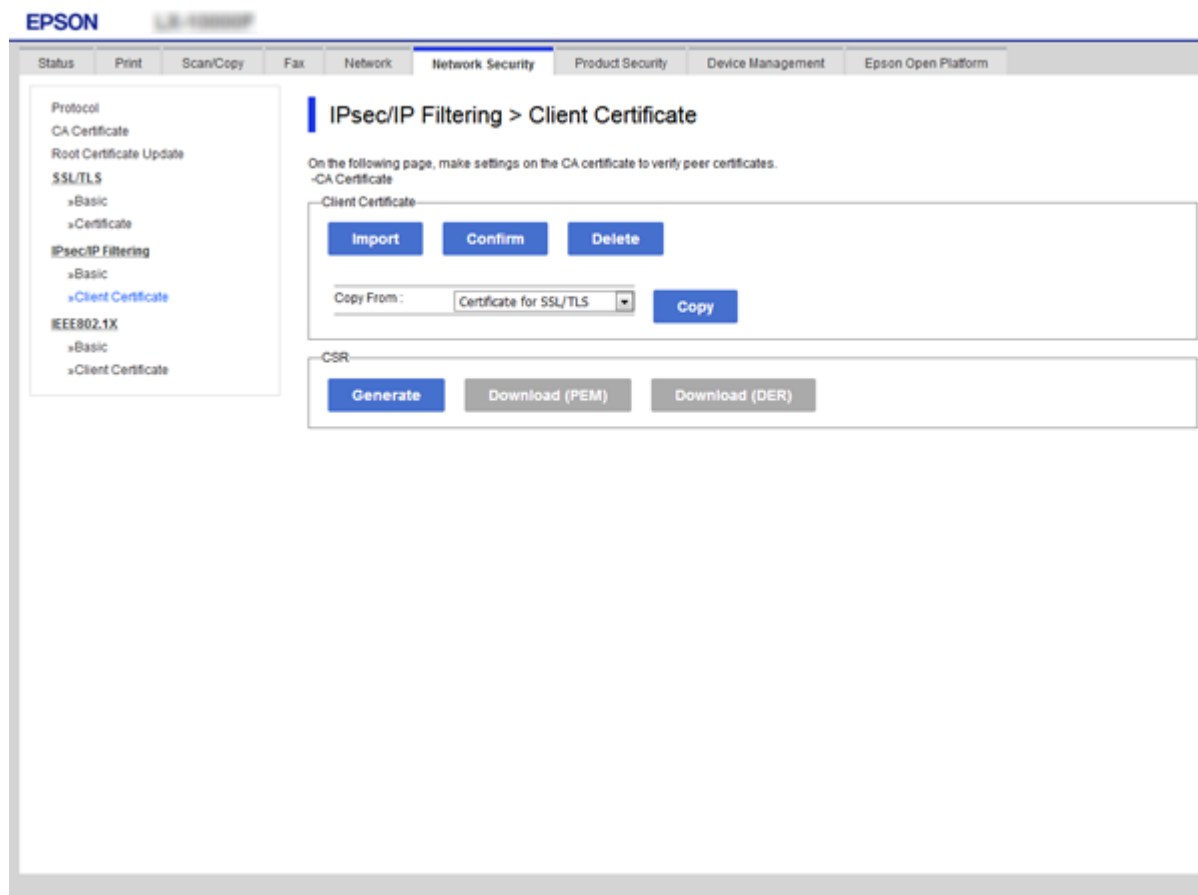 EPSON
Status Print Scan/Copy Fax Network Network Security Product Security Device Management Epson Open Platform
Protocol
CA Certificate
Root Certificate Update
SSL/TLS
»Basic
»Certificate
IPsec/IP Filtering
»Basic
»Client Certificate
IEEE802.1X
»Basic
»Client Certificate
IPsec/IP Filtering > Client Certificate
On the following page, make settings on the CA certificate to verify peer certificates.
-CA Certificate
Client Certificate
Import Confirm Delete
Copy From : Certificate for SSL/TLS Copy
CSR
Generate Download (PEM) Download (DER)